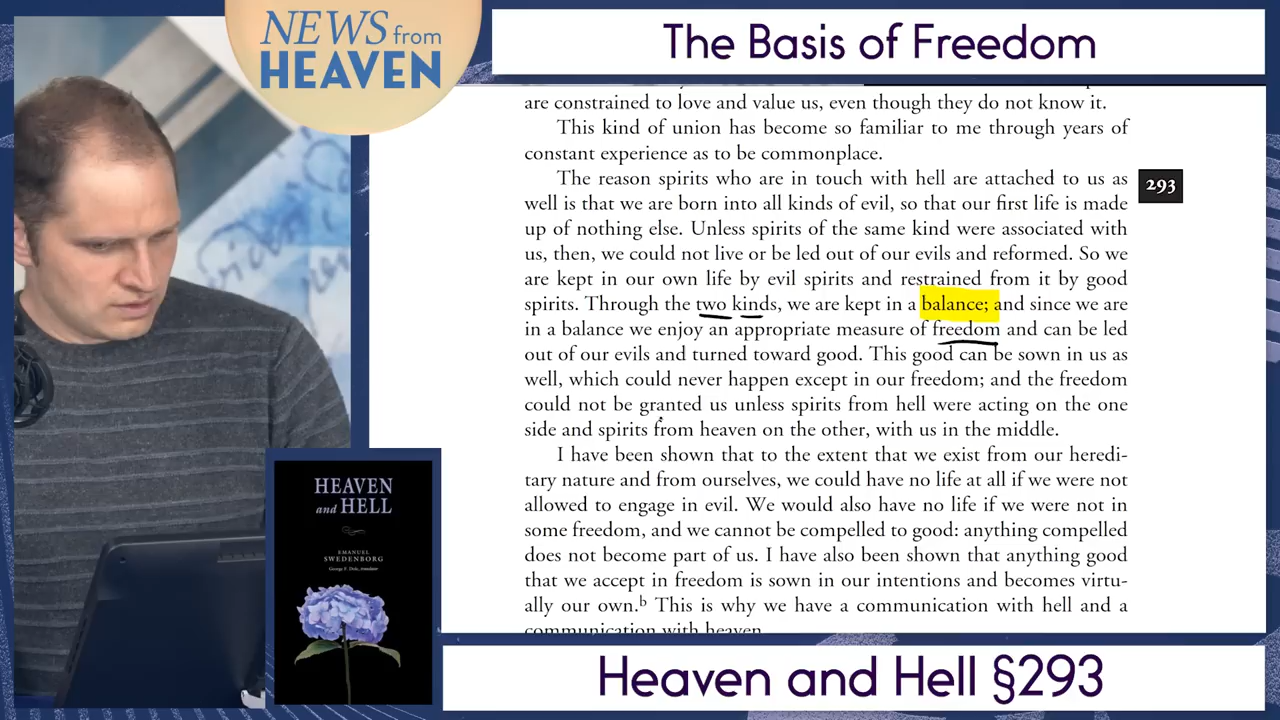 NEWS from
HEAVEN
The Basis of Freedom
are constrained to love and value us, even though they do not know it.
This kind of union has become so familiar to me through years of
constant experience as to be commonplace.
The reason spirits who are in touch with hell are attached to us as
well is that we are born into all kinds of evil, so that our first life is made
up of nothing else. Unless spirits of the same kind were associated with
us, then, we could not live or be led out of our evils and reformed. So we
are kept in our own life by evil spirits and restrained from it by good
spirits. Through the two kinds, we are kept in a balance; and since we are
in a balance we enjoy an appropriate measure of freedom and can be led
out of our evils and turned toward good. This good can be sown in us as
well, which could never happen except in our freedom; and the freedom
could not be granted us unless spirits from hell were acting on the one
side and spirits from heaven on the other, with us in the middle.
I have been shown that to the extent that we exist from our heredi-
tary nature and from ourselves, we could have no life at all if we were not
allowed to engage in evil. We would also have no life if we were not in
some freedom, and we cannot be compelled to good: anything compelled
does not become part of us. I have also been shown that anything good
that we accept in freedom is sown in our intentions and becomes virtu-
ally our own.b This is why we have a communication with hell and a
communication with heaven.
293
HEAVEN
and HELL
EMANUEL
SWEDENBORG
George F. Dole, translator
Heaven and Hell §293